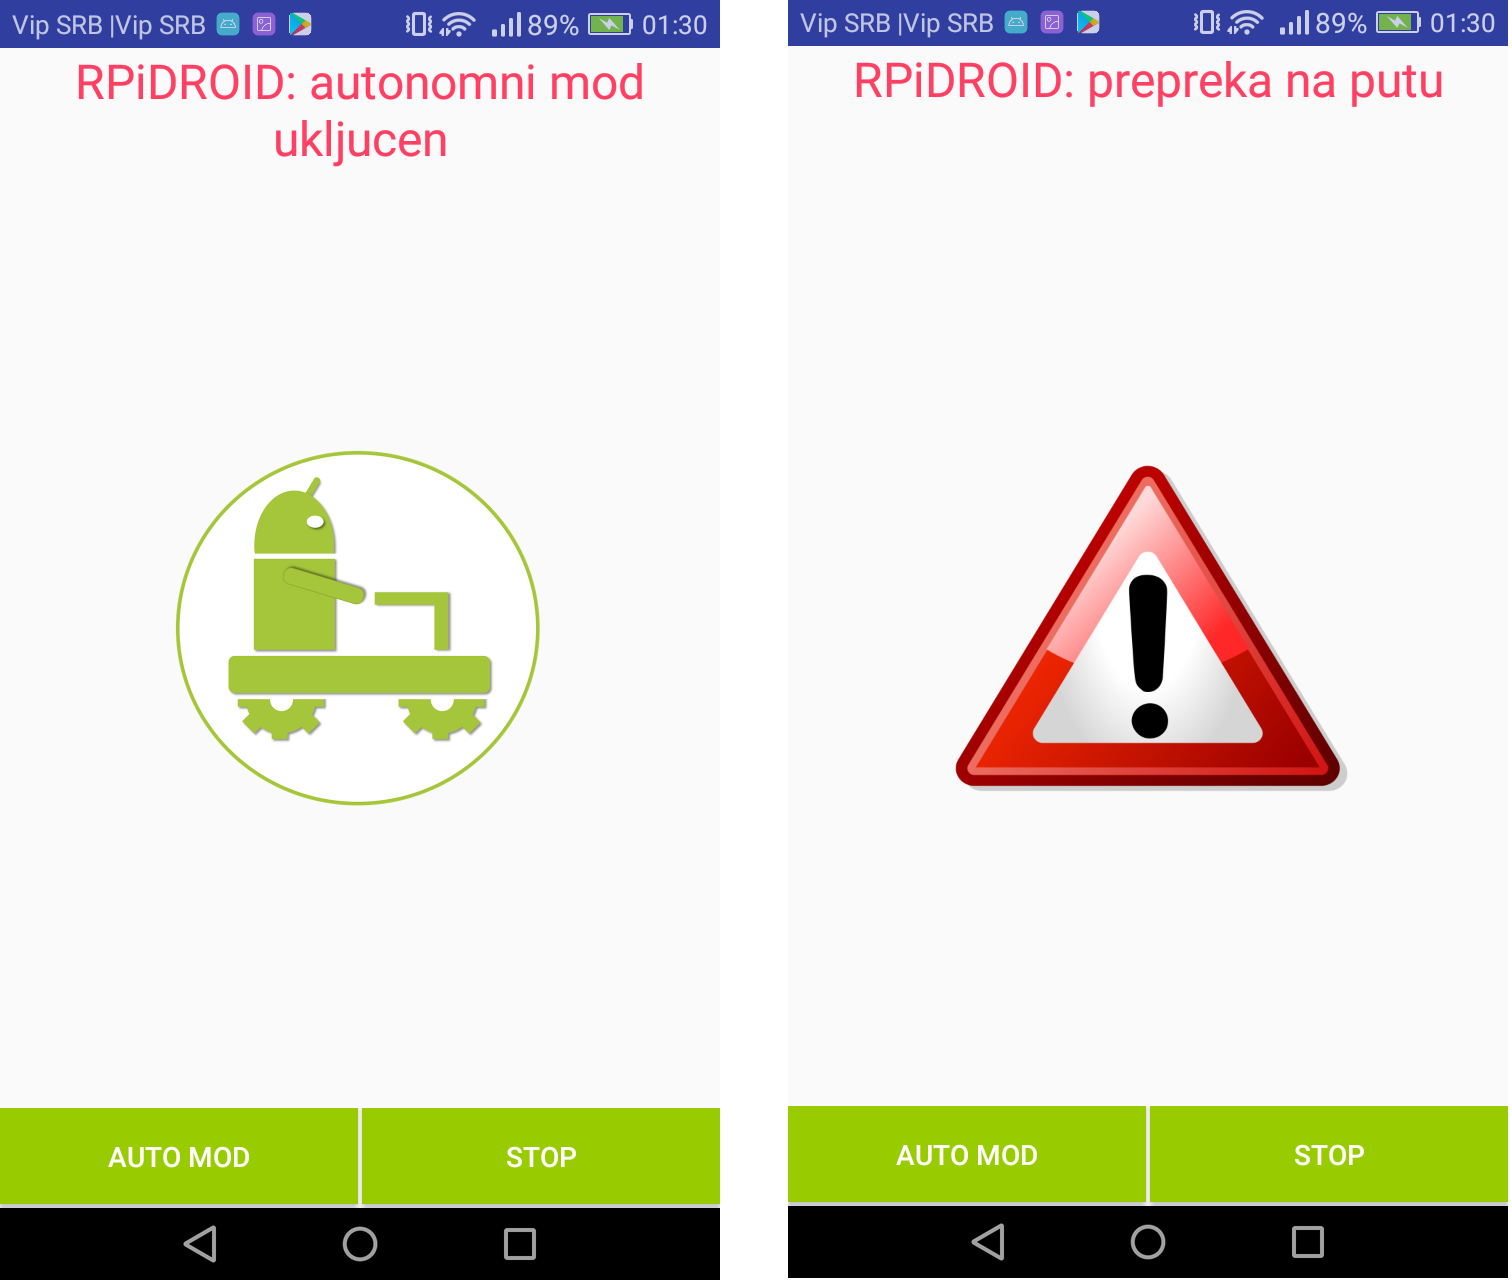 Vip SRB |Vip SRB 89% 01:30
RPiDROID: autonomni mod
ukljucen
AUTO MOD STOP
Vip SRB |Vip SRB 89% 01:30
RPiDROID: prepreka na putu
AUTO MOD STOP